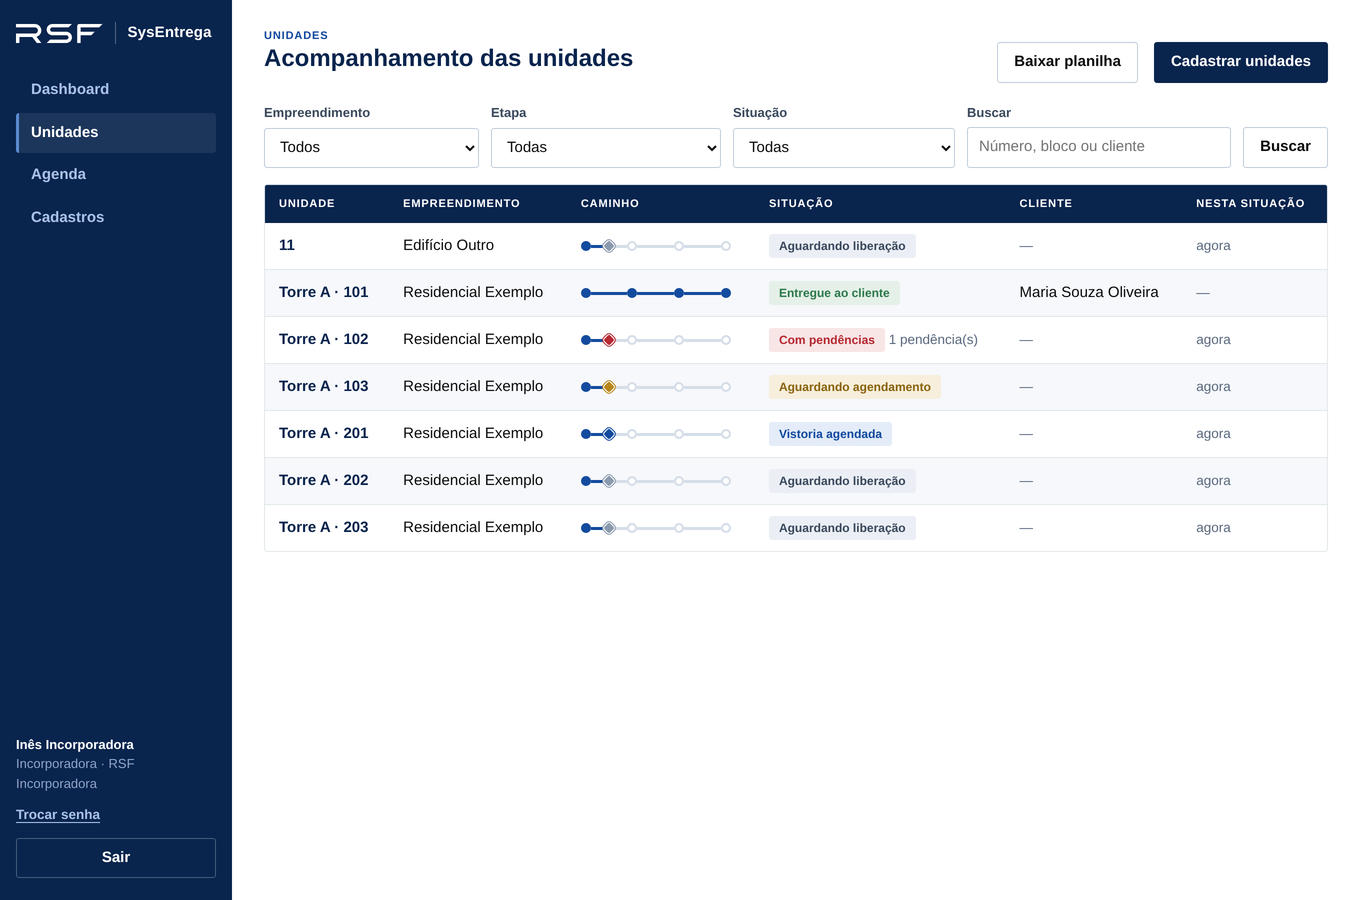 RSF SysEntrega
Dashboard
Unidades
Agenda
Cadastros
Inês Incorporadora
Incorporadora · RSF
Incorporadora
Trocar senha
Sair
UNIDADES
Acompanhamento das unidades
Baixar planilha Cadastrar unidades
Empreendimento Etapa Situação Buscar
Todos Todas Todas Número, bloco ou cliente Buscar
UNIDADE EMPREENDIMENTO CAMINHO SITUAÇÃO CLIENTE NESTA SITUAÇÃO
11 Edifício Outro Aguardando liberação — agora
Torre A · 101 Residencial Exemplo Entregue ao cliente Maria Souza Oliveira —
Torre A · 102 Residencial Exemplo Com pendências 1 pendência(s) — agora
Torre A · 103 Residencial Exemplo Aguardando agendamento — agora
Torre A · 201 Residencial Exemplo Vistoria agendada — agora
Torre A · 202 Residencial Exemplo Aguardando liberação — agora
Torre A · 203 Residencial Exemplo Aguardando liberação — agora